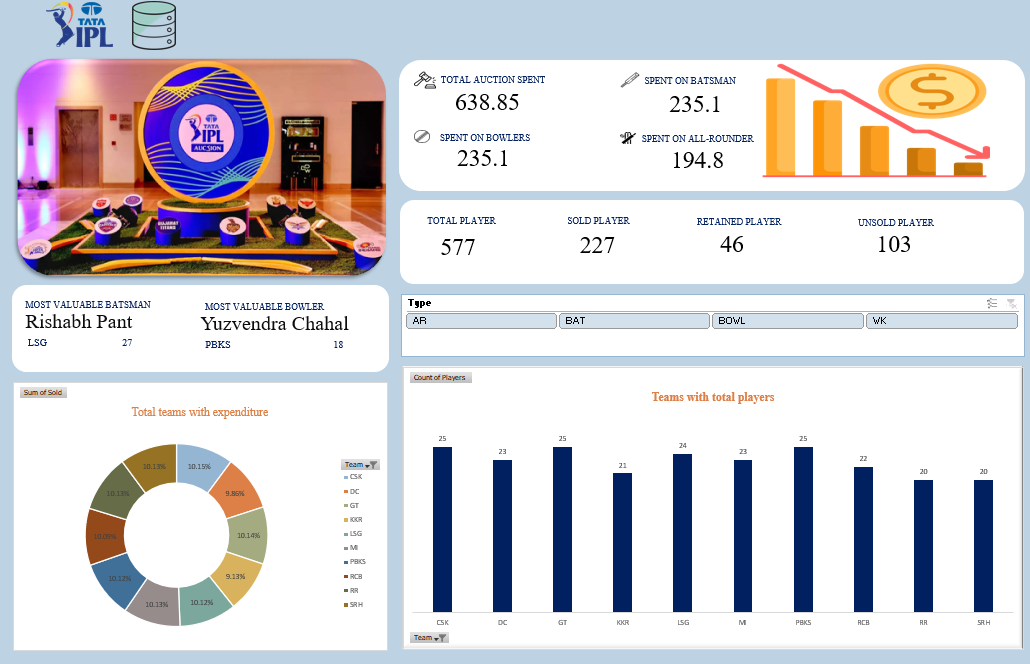 TATA
IPL
TATA
IPL
AUCSION
GUJARAT
TITANS
TOTAL AUCTION SPENT
638.85
SPENT ON BATSMAN
235.1
SPENT ON BOWLERS
235.1
SPENT ON ALL-ROUNDER
194.8
$
TOTAL PLAYER
577
SOLD PLAYER
227
RETAINED PLAYER
46
UNSOLD PLAYER
103
MOST VALUABLE BATSMAN
Rishabh Pant
LSG 27
MOST VALUABLE BOWLER
Yuzvendra Chahal
PBKS 18
Type
AR BAT BOWL WK
Sum of Sold
Total teams with expenditure
10.13% 10.15%
10.13% 9.86%
10.14%
10.12% 9.13%
10.13% 10.12%
Team
CSK
DC
GT
KKR
LSG
MI
PBKS
RCB
RR
SRH
Count of Players
Teams with total players
25 23 25 21 24 23 25 22 20 20
CSK DC GT KKR LSG MI PBKS RCB RR SRH
Team